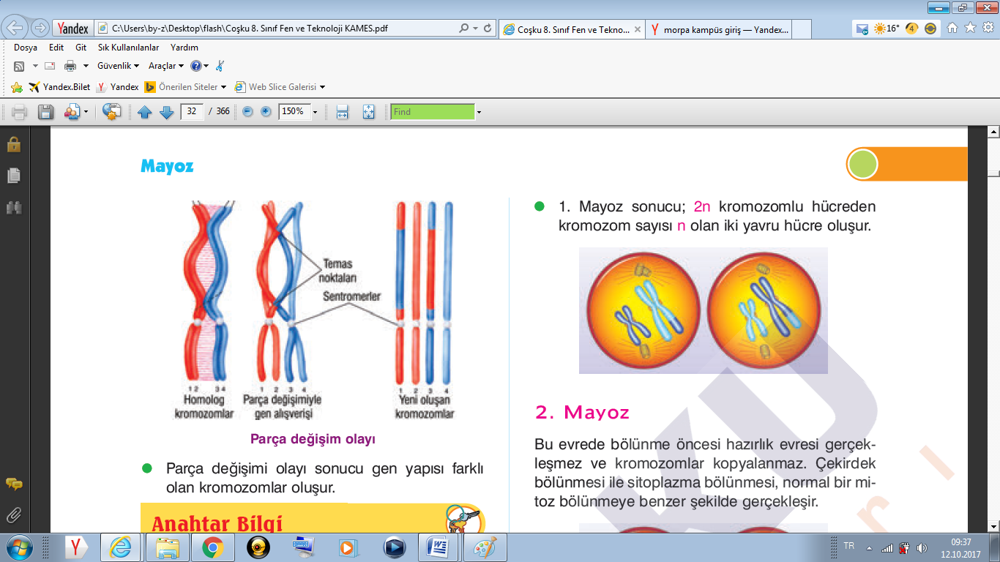 Yandex
C:\Users\by-z\Desktop\flash\Coşku 8. Sınıf Fen ve Teknoloji KAMES.pdf
Coşku 8. Sınıf Fen ve Tekno...
morpa kampüs giriş — Yandex...
16°
4
Dosya Edit Git Sık Kullanılanlar Yardım
Güvenlik Araçlar
Yandex.Bilet Yandex Önerilen Siteler Web Slice Galerisi
32 / 366 150% Find
Mayoz
Temas
noktaları
Sentromerler
1 2 3 4 1 2 3 4 1 2 3 4
Homolog
kromozomlar
Parça değişimiyle
gen alışverişi
Yeni oluşan
kromozomlar
Parça değişim olayı
Parça değişimi olayı sonucu gen yapısı farklı
olan kromozomlar oluşur.
Anahtar Bilgi
1. Mayoz sonucu; 2n kromozomlu hücreden
kromozom sayısı n olan iki yavru hücre oluşur.
2. Mayoz
Bu evrede bölünme öncesi hazırlık evresi gerçek-
leşmez ve kromozomlar kopyalanmaz. Çekirdek
bölünmesi ile sitoplazma bölünmesi, normal bir mi-
toz bölünmeye benzer şekilde gerçekleşir.
KU
r ı
TR
09:37
12.10.2017